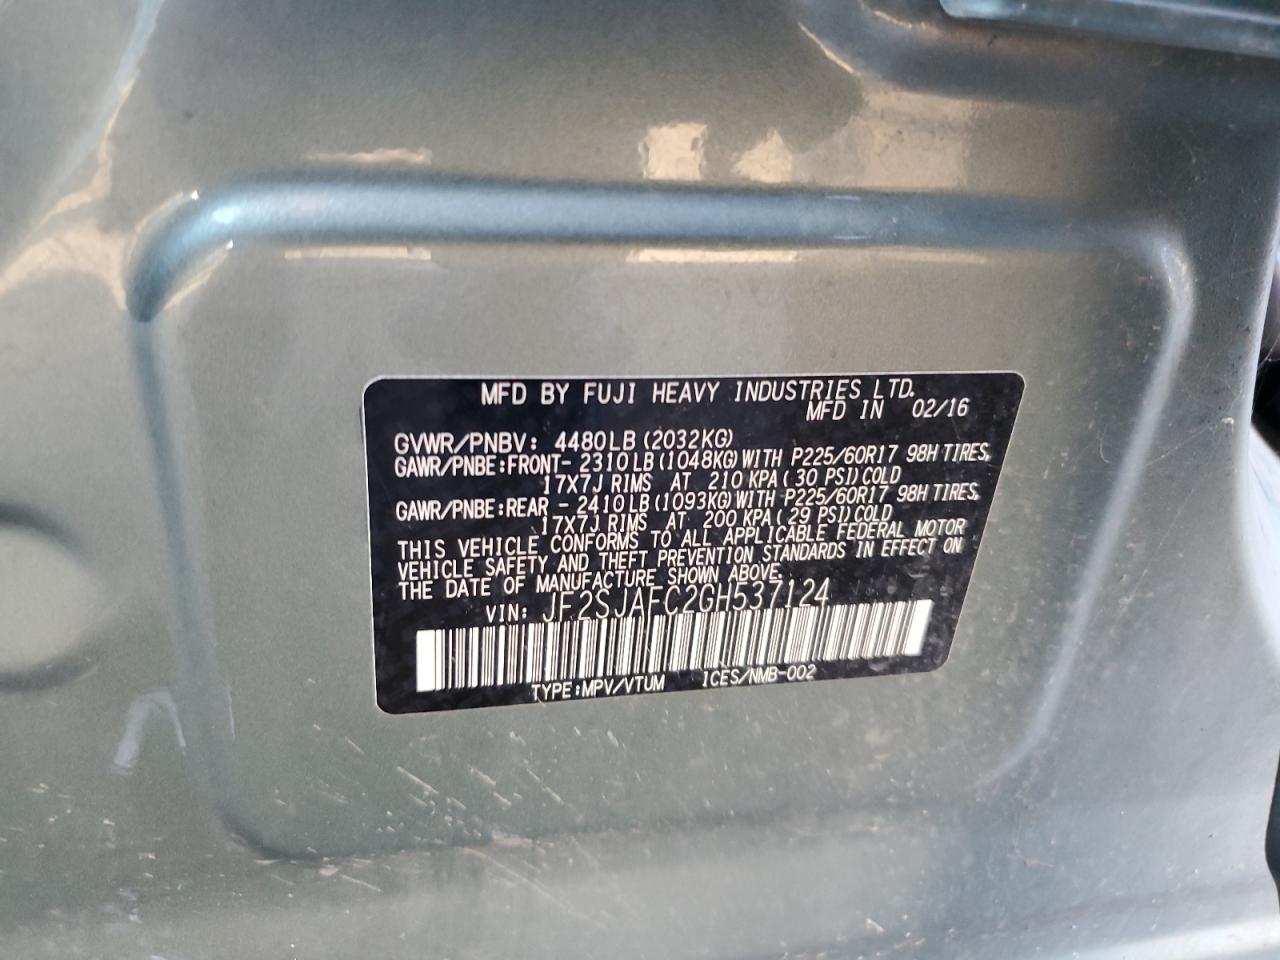 MFD BY FUJI HEAVY INDUSTRIES LTD.
MFD IN 02/16
GVWR/PNBV: 4480LB (2032KG)
GAWR/PNBE:FRONT- 2310LB (1048KG) WITH P225/60R17 98H TIRES,
17X7J RIMS AT 210 KPA ( 30 PSI) COLD
GAWR/PNBE:REAR - 2410LB (1093KG) WITH P225/60R17 98H TIRES,
17X7J RIMS AT 200 KPA ( 29 PSI) COLD
THIS VEHICLE CONFORMS TO ALL APPLICABLE FEDERAL MOTOR
VEHICLE SAFETY AND THEFT PREVENTION STANDARDS IN EFFECT ON
THE DATE OF MANUFACTURE SHOWN ABOVE.
VIN: JF2SJAFC2GH537124
TYPE:MPV/VTUM ICES/NMB-002